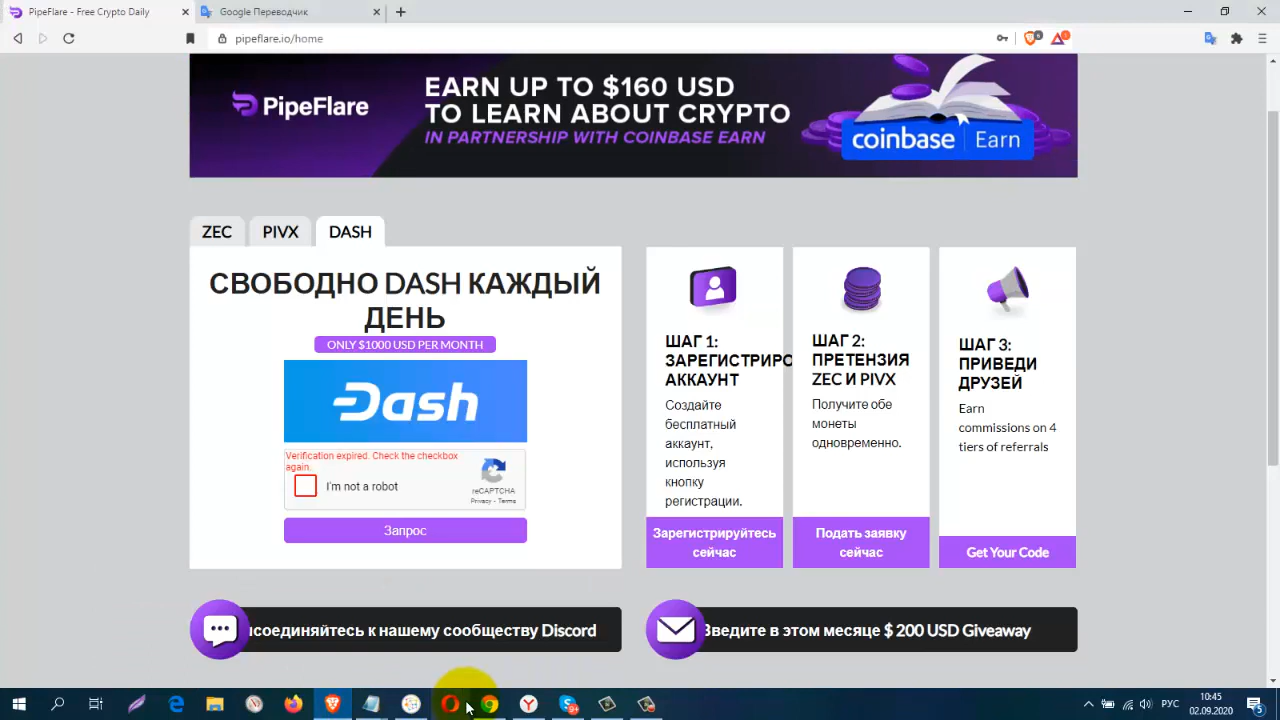 PipeFlare - Free Crypto Daily
Google Переводчик
pipeflare.io/home
PipeFlare
EARN UP TO $160 USD
TO LEARN ABOUT CRYPTO
IN PARTNERSHIP WITH COINBASE EARN
coinbase Earn
ZEC
PIVX
DASH
СВОБОДНО DASH КАЖДЫЙ
ДЕНЬ
ONLY $1000 USD PER MONTH
Dash
Verification expired. Check the checkbox
again.
I'm not a robot
reCAPTCHA
Privacy - Terms
Запрос
ШАГ 1:
ЗАРЕГИСТРИРО
АККАУНТ
Создайте
бесплатный
аккаунт,
используя
кнопку
регистрации.
Зарегистрируйтесь
сейчас
ШАГ 2:
ПРЕТЕНЗИЯ
ZEC И PIVX
Получите обе
монеты
одновременно.
Подать заявку
сейчас
ШАГ 3:
ПРИВЕДИ
ДРУЗЕЙ
Earn
commissions on 4
tiers of referrals
Get Your Code
исоединяйтесь к нашему сообществу Discord
Введите в этом месяце $ 200 USD Giveaway
РУС
10:45
02.09.2020